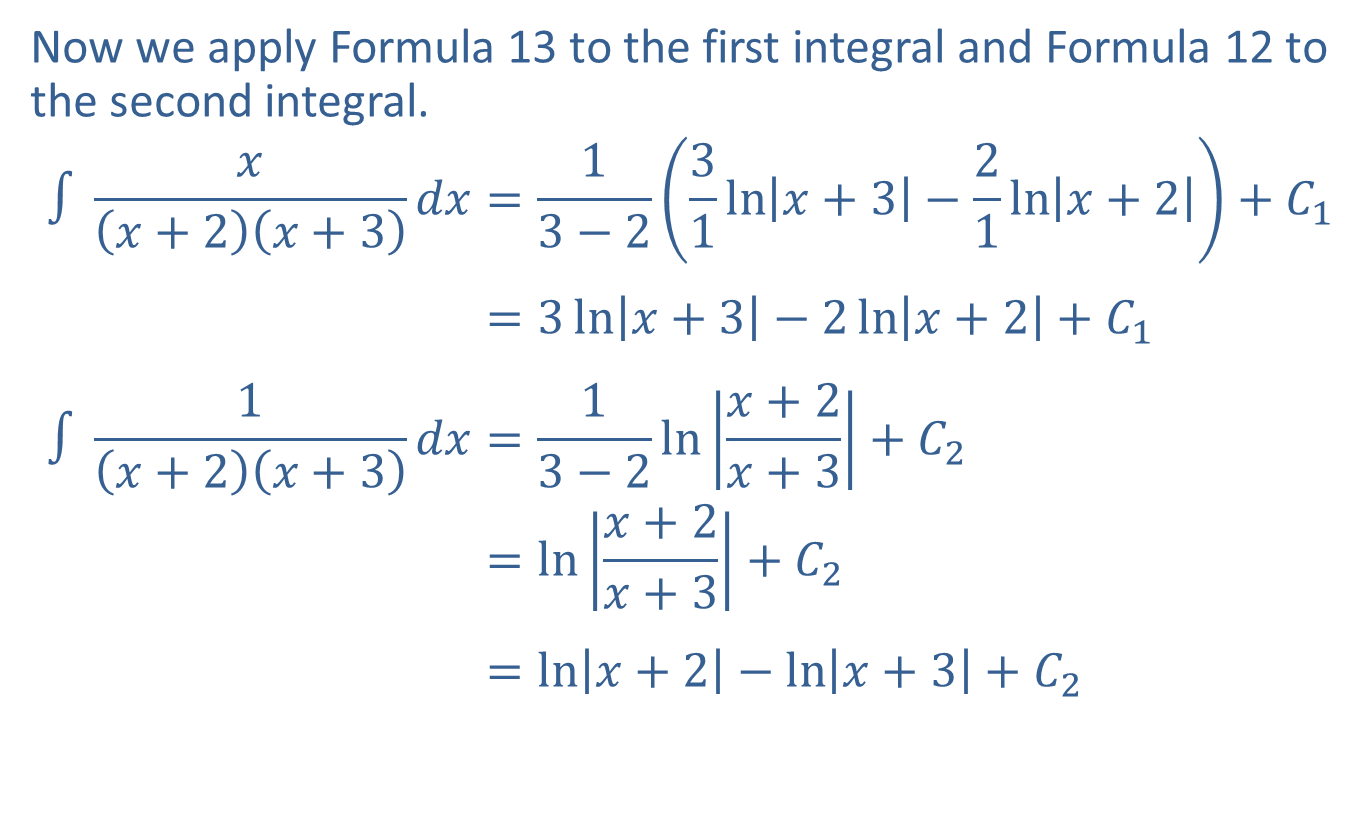 Now we apply Formula 13 to the first integral and Formula 12 to
the second integral.
∫ x/((x + 2)(x + 3)) dx = 1/(3 − 2) (3/1 ln|x + 3| − 2/1 ln|x + 2|) + C₁
= 3 ln|x + 3| − 2 ln|x + 2| + C₁
∫ 1/((x + 2)(x + 3)) dx = 1/(3 − 2) ln |(x + 2)/(x + 3)| + C₂
= ln |(x + 2)/(x + 3)| + C₂
= ln|x + 2| − ln|x + 3| + C₂